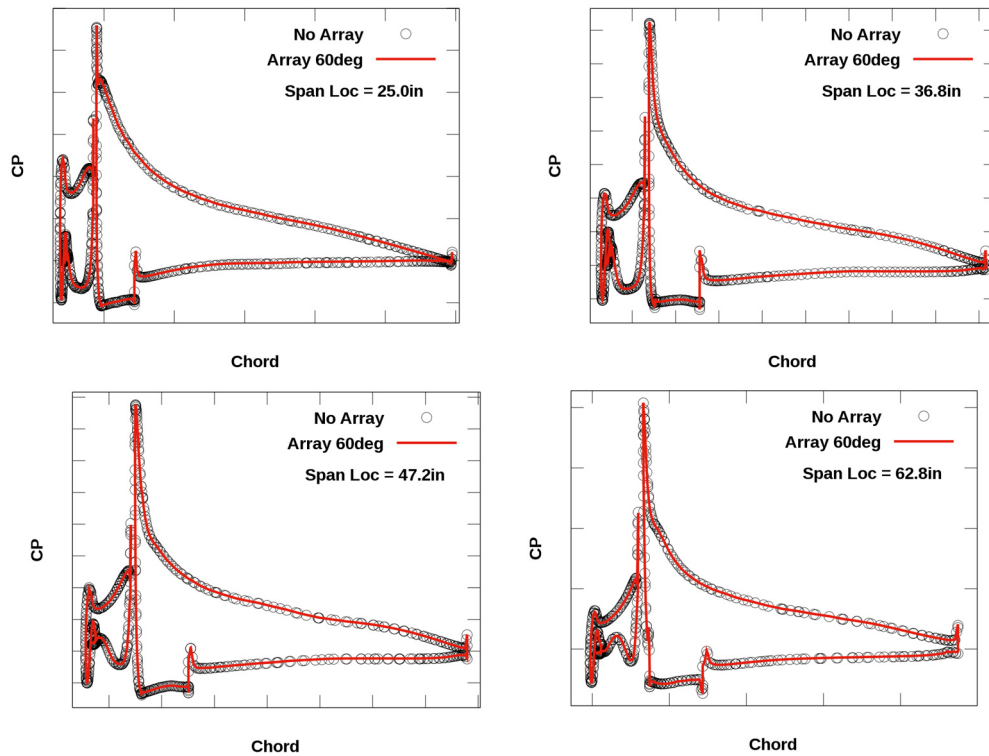 No Array
Array 60deg
Span Loc = 25.0in
CP
Chord
No Array
Array 60deg
Span Loc = 36.8in
CP
Chord
No Array
Array 60deg
Span Loc = 47.2in
CP
Chord
No Array
Array 60deg
Span Loc = 62.8in
CP
Chord